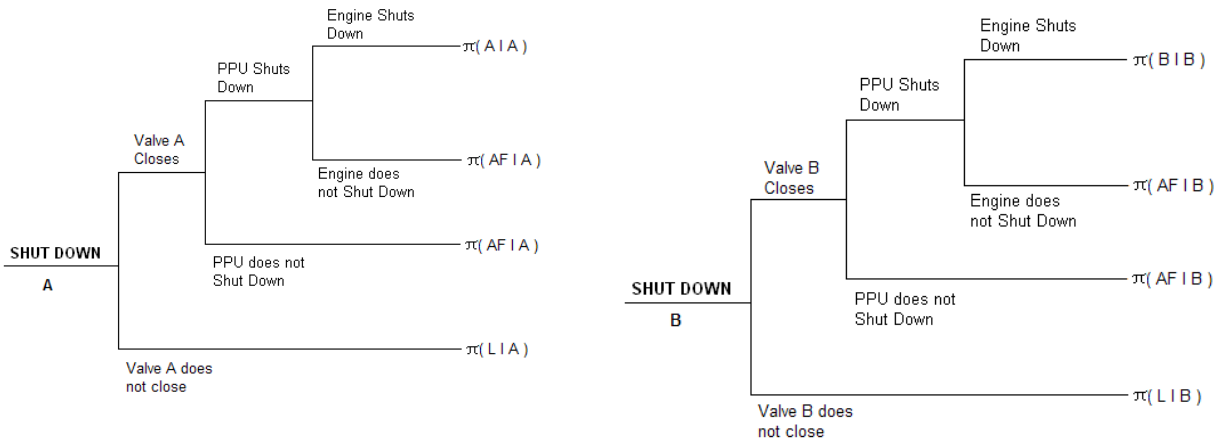 Engine Shuts
Down
π( A I A )
PPU Shuts
Down
Valve A
Closes
π( AF I A )
Engine does
not Shut Down
SHUT DOWN
A
π( AF I A )
PPU does not
Shut Down
π( L I A )
Valve A does
not close
Engine Shuts
Down
π( B I B )
PPU Shuts
Down
Valve B
Closes
π( AF I B )
Engine does
not Shut Down
SHUT DOWN
B
π( AF I B )
PPU does not
Shut Down
π( L I B )
Valve B does
not close